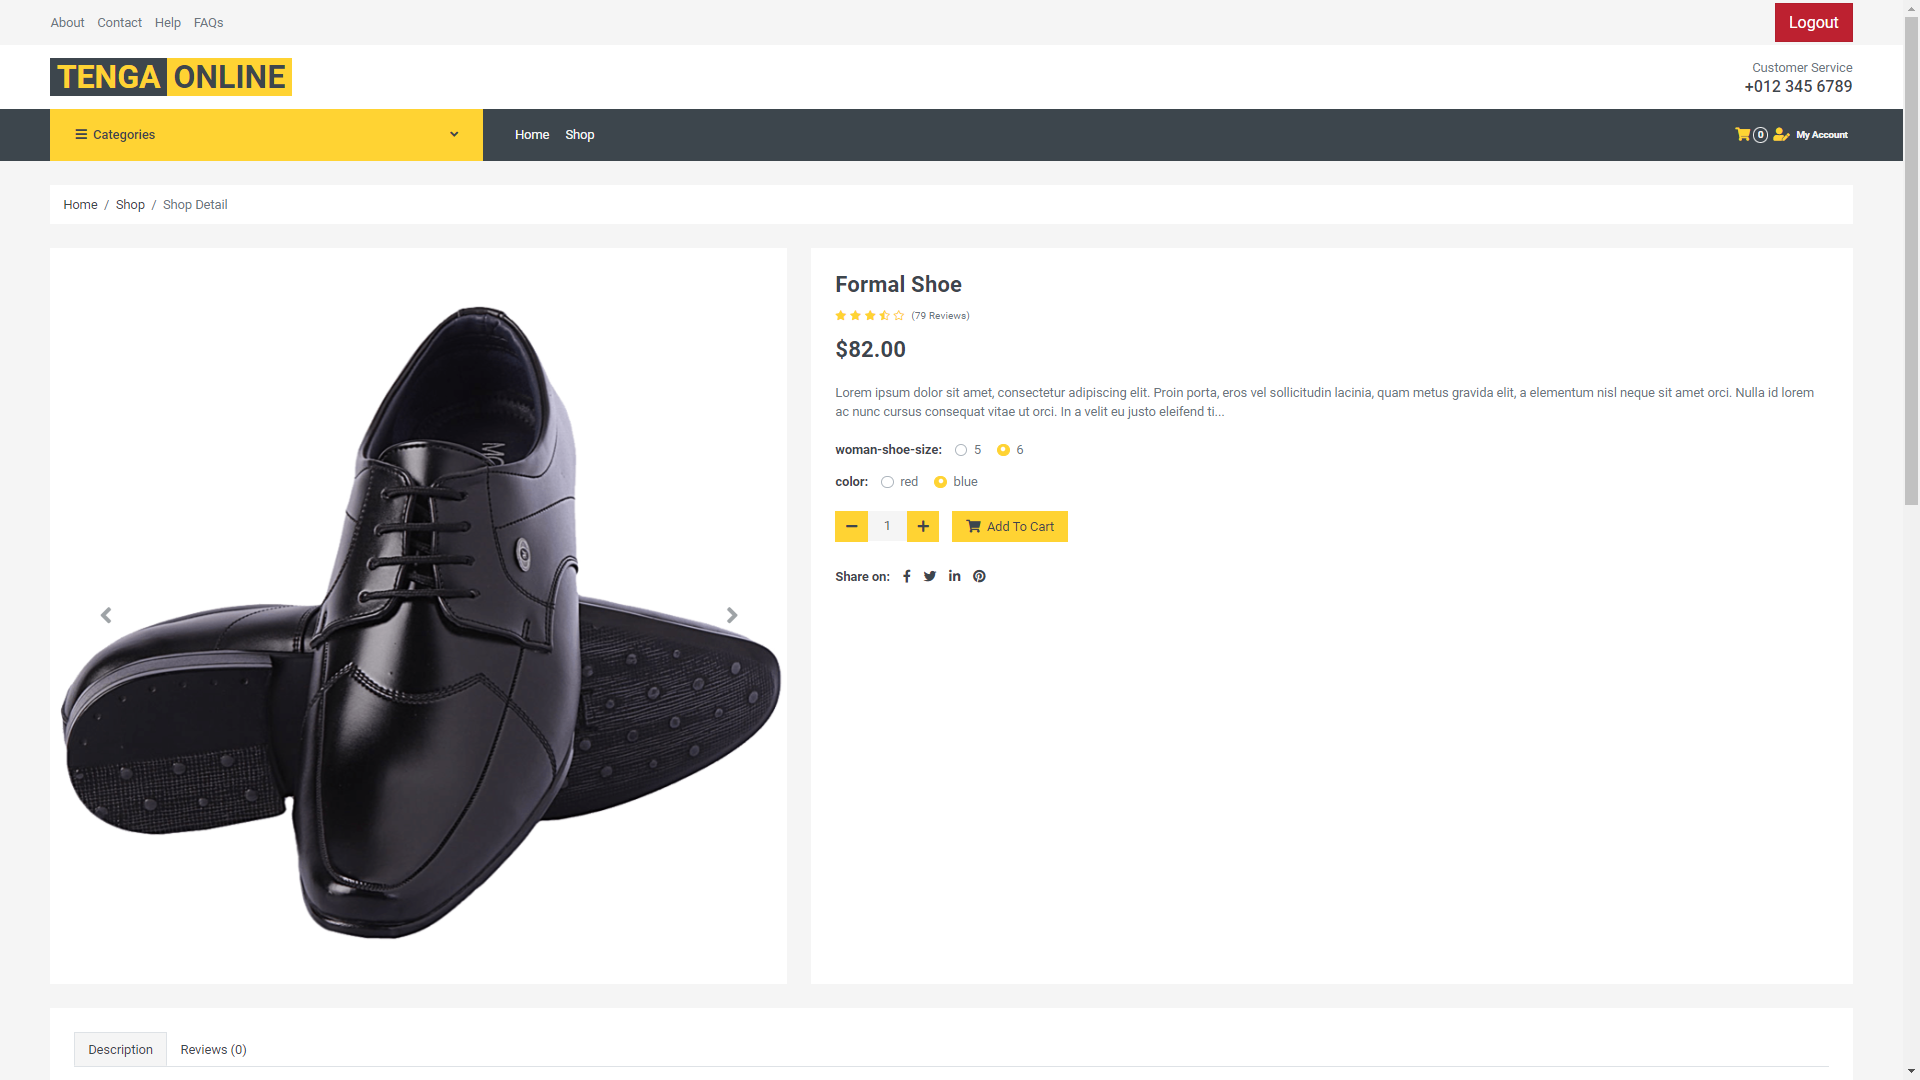 About Contact Help FAQs
Logout
TENGA ONLINE
Customer Service
+012 345 6789
Categories
Home Shop
0 My Account
Home / Shop / Shop Detail
Formal Shoe
(79 Reviews)
$82.00
Lorem ipsum dolor sit amet, consectetur adipiscing elit. Proin porta, eros vel sollicitudin lacinia, quam metus gravida elit, a elementum nisl neque sit amet orci. Nulla id lorem
ac nunc cursus consequat vitae ut orci. In a velit eu justo eleifend ti...
woman-shoe-size: 5 6
color: red blue
1 Add To Cart
Share on:
Description Reviews (0)